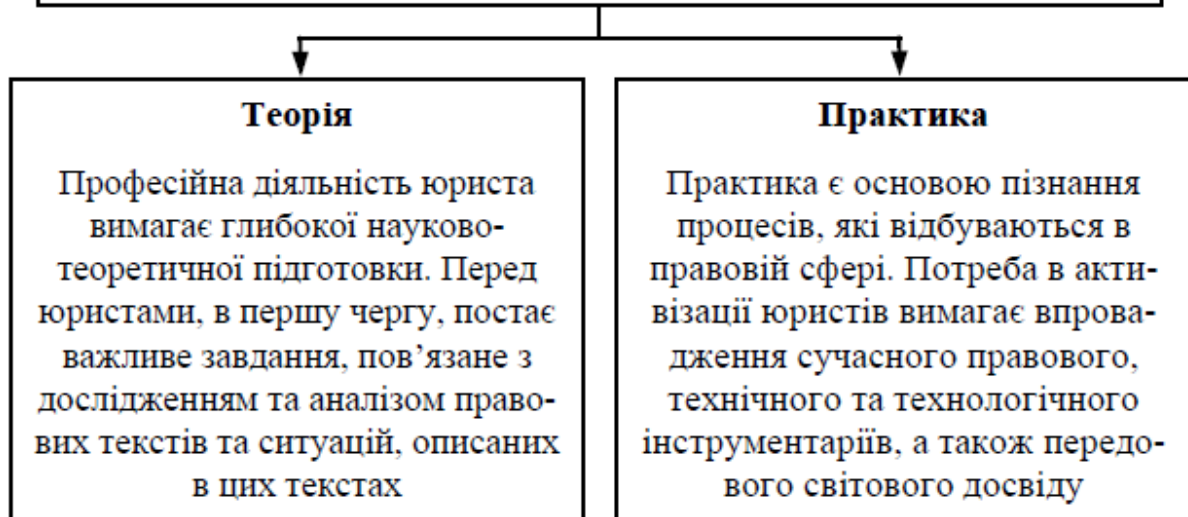 Теорія
Професійна діяльність юриста
вимагає глибокої науково-
теоретичної підготовки. Перед
юристами, в першу чергу, постає
важливе завдання, пов’язане з
дослідженням та аналізом право-
вих текстів та ситуацій, описаних
в цих текстах
Практика
Практика є основою пізнання
процесів, які відбуваються в
правовій сфері. Потреба в акти-
візації юристів вимагає впрова-
дження сучасного правового,
технічного та технологічного
інструментаріїв, а також передо-
вого світового досвіду